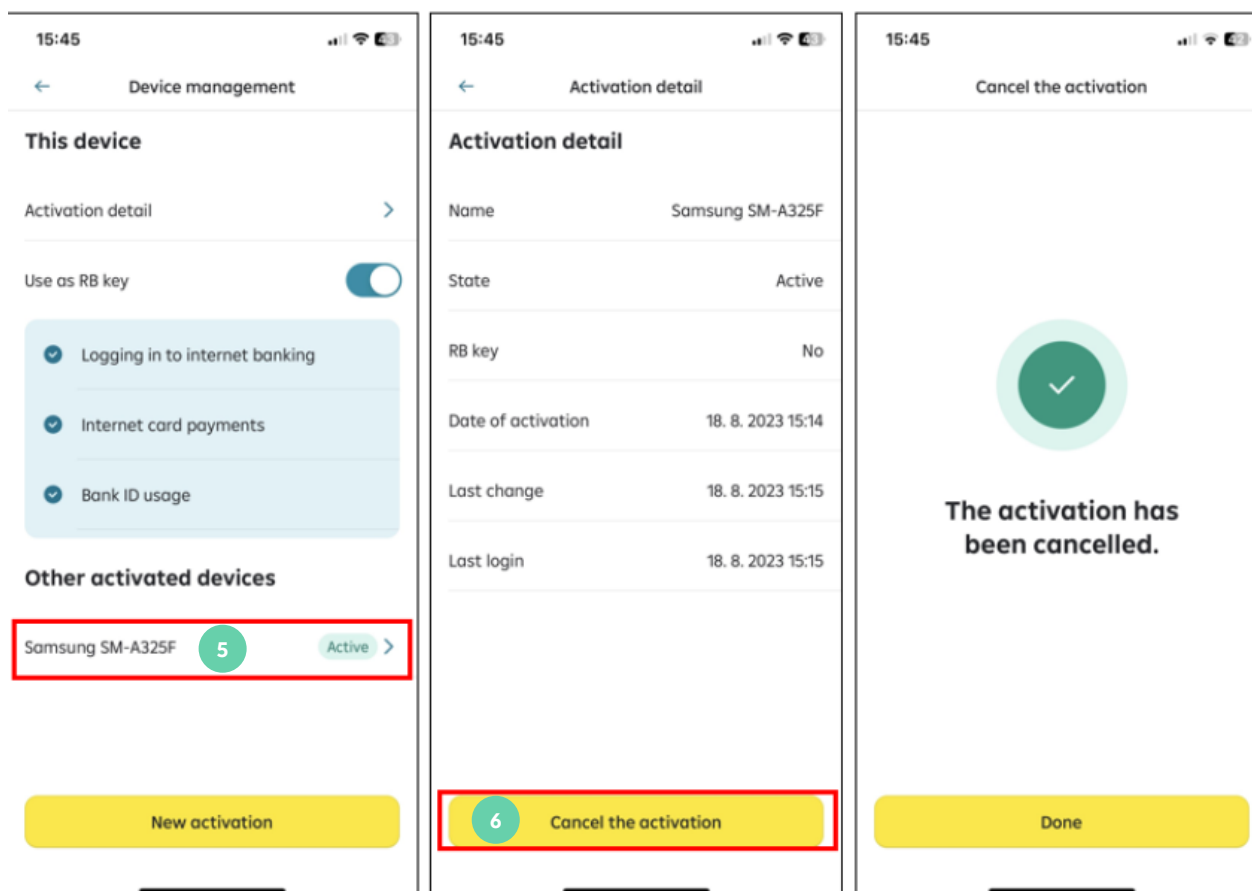 15:45
43
Device management
This device
Activation detail
Use as RB key
Logging in to internet banking
Internet card payments
Bank ID usage
Other activated devices
Samsung SM-A325F
5
Active
New activation
15:45
43
Activation detail
Activation detail
Name
Samsung SM-A325F
State
Active
RB key
No
Date of activation
18. 8. 2023 15:14
Last change
18. 8. 2023 15:15
Last login
18. 8. 2023 15:15
6
Cancel the activation
15:45
42
Cancel the activation
The activation has
been cancelled.
Done